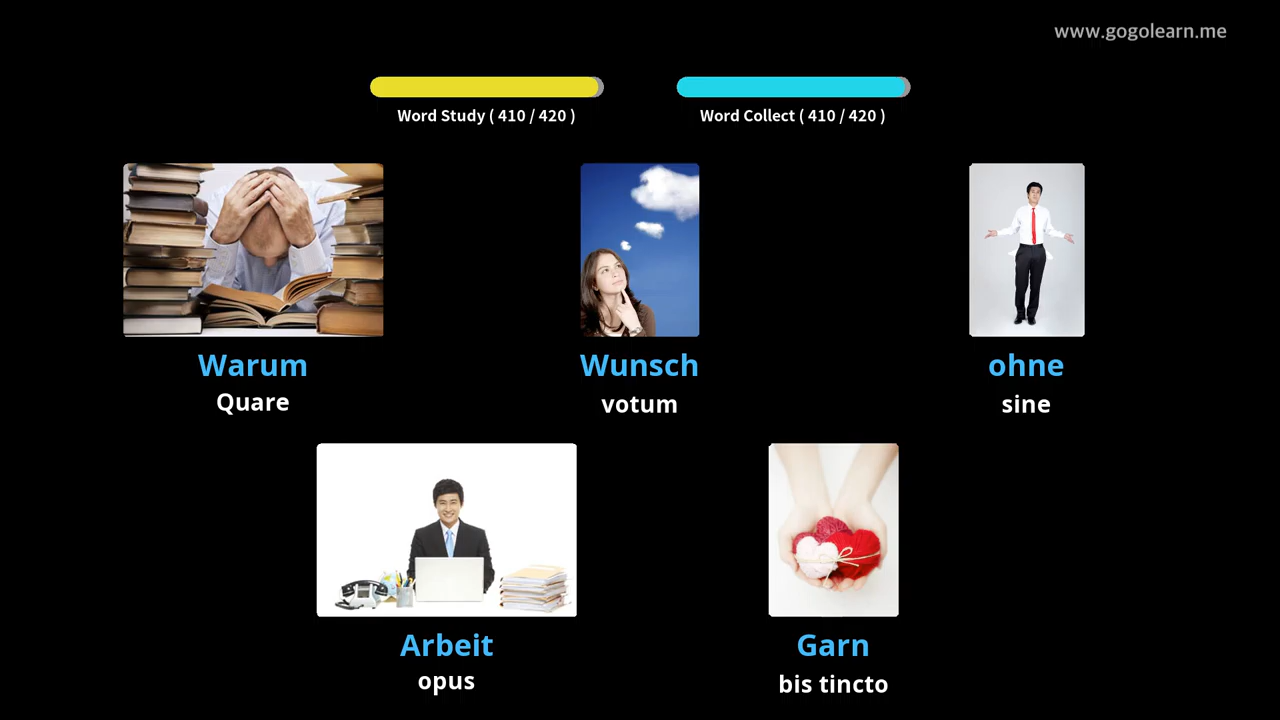 www.gogolearn.me
Word Study ( 410 / 420 )
Word Collect ( 410 / 420 )
Warum
Quare
Wunsch
votum
ohne
sine
Arbeit
opus
Garn
bis tincto